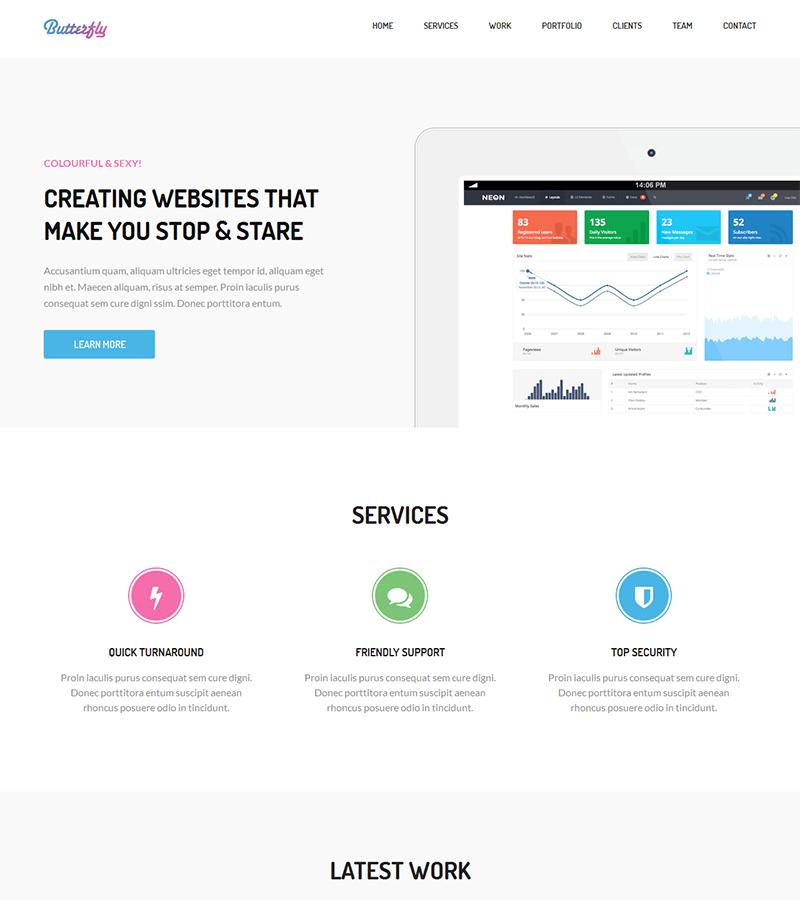 Butterfly
HOME SERVICES WORK PORTFOLIO CLIENTS TEAM CONTACT
COLOURFUL & SEXY!
CREATING WEBSITES THAT
MAKE YOU STOP & STARE
Accusantium quam, aliquam ultricies eget tempor id, aliquam eget
nibh et. Maecen aliquam, risus at semper. Proin iaculis purus
consequat sem cure digni ssim. Donec porttitora entum.
LEARN MORE
14:06 PM
NEON
83 135 23 52
Registered users Daily Visitors New Messages Subscribers
Site Stats
Real Time Stats
Pageviews Unique Visitors
Latest Updated Profiles
Monthly Sales
SERVICES
QUICK TURNAROUND
Proin iaculis purus consequat sem cure digni.
Donec porttitora entum suscipit aenean
rhoncus posuere odio in tincidunt.
FRIENDLY SUPPORT
Proin iaculis purus consequat sem cure digni.
Donec porttitora entum suscipit aenean
rhoncus posuere odio in tincidunt.
TOP SECURITY
Proin iaculis purus consequat sem cure digni.
Donec porttitora entum suscipit aenean
rhoncus posuere odio in tincidunt.
LATEST WORK